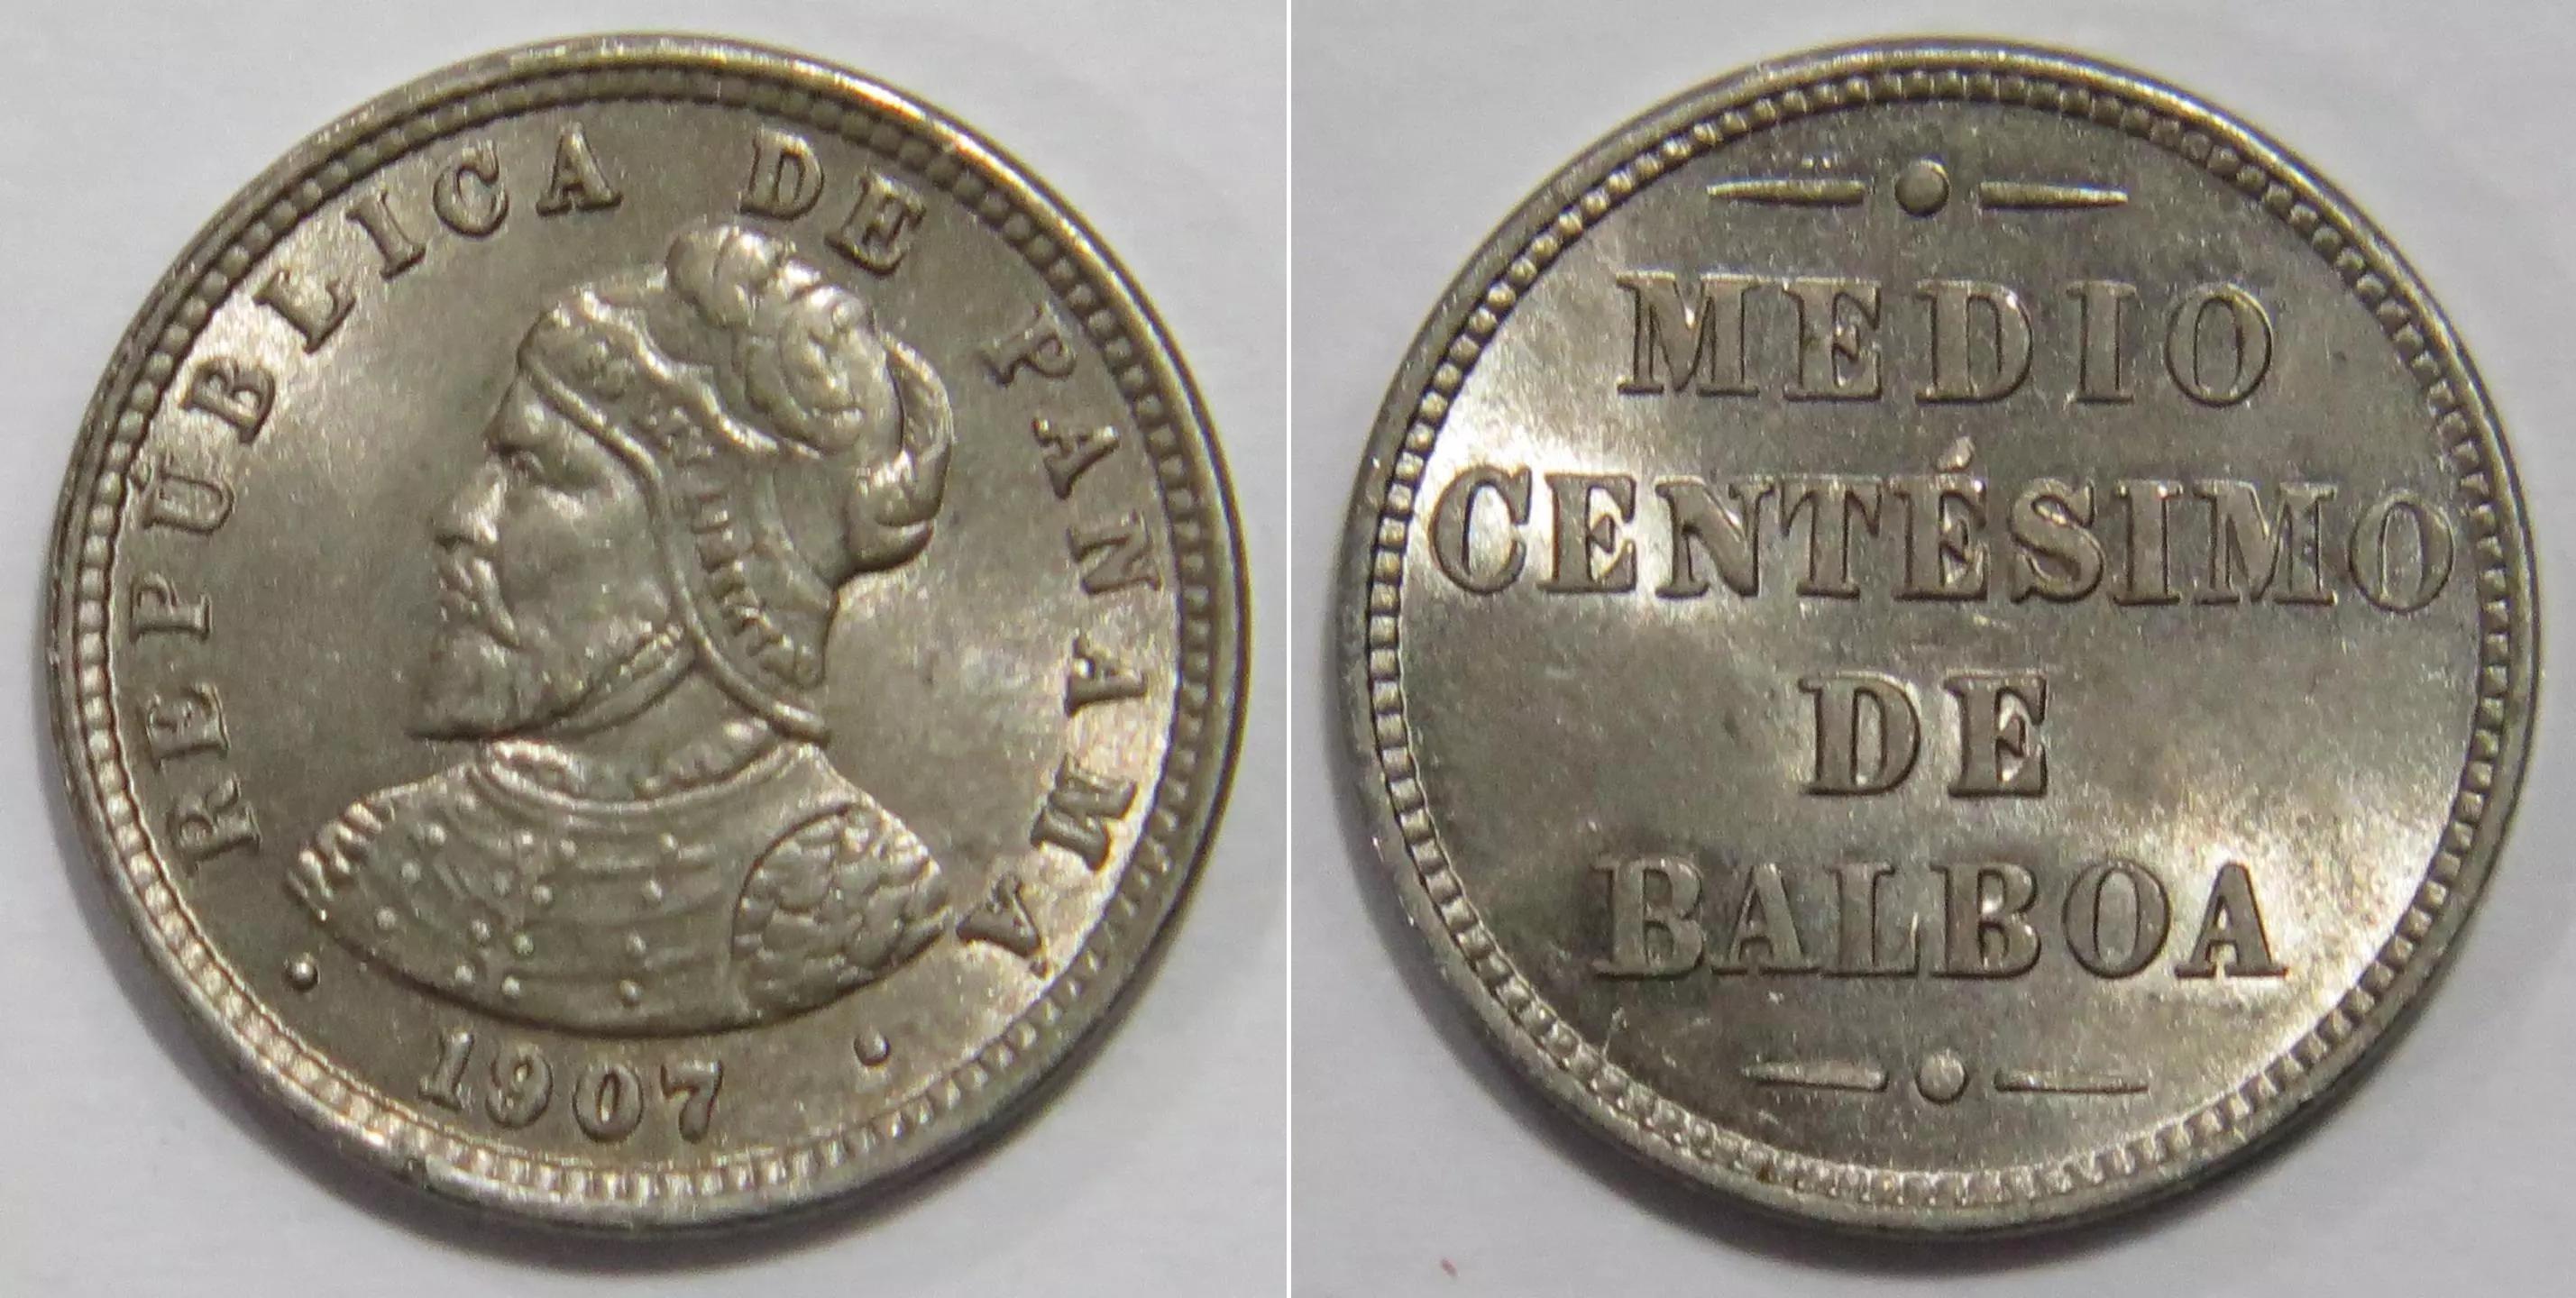 REPÚBLICA DE PANAMA
1907
MEDIO
CENTÉSIMO
DE
BALBOA